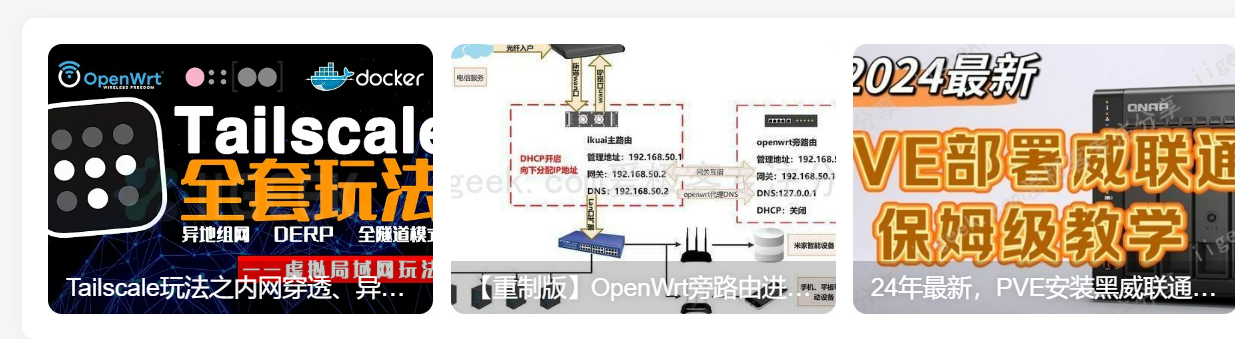 OpenWrt
WIRELESS FREEDOM
docker
Tailscale
全套玩法
异地组网 DERP 全隧道模式
——虚拟局域网玩法
Tailscale玩法之内网穿透、异...
光纤入户
电信服务
ikuai主路由
管理地址：192.168.50.1
网关：192.168.50.2
DNS：192.168.50.2
DHCP开启
向下分配IP地址
openwrt旁路由
管理地址：192.168.5
网关：192.168.50.1
DNS:127.0.0.1
DHCP：关闭
网关互指
openwrt代理DNS
米家智能设备
手机、平板
动设备
【重制版】OpenWrt旁路由进...
2024最新
QNAP
VE部署威联通
保姆级教学
24年最新，PVE安装黑威联通...